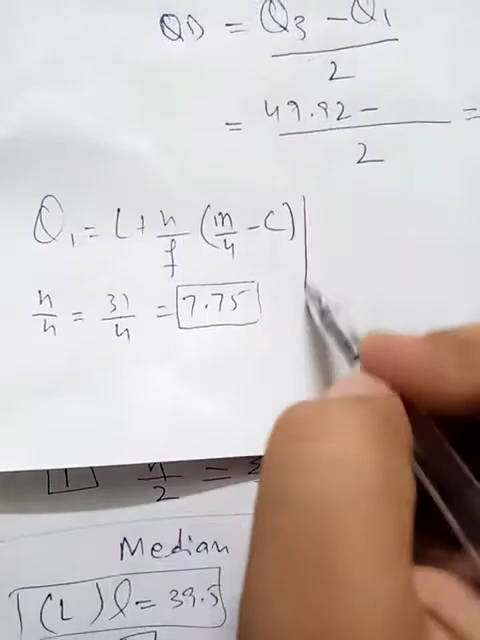 QD = Q₃ - Q₁ / 2
= 49.92 - / 2 =
Q₁ = L + h/f (n/4 - C)
n/4 = 31/4 = 7.75
n/2 =
Median
(L) l = 39.5